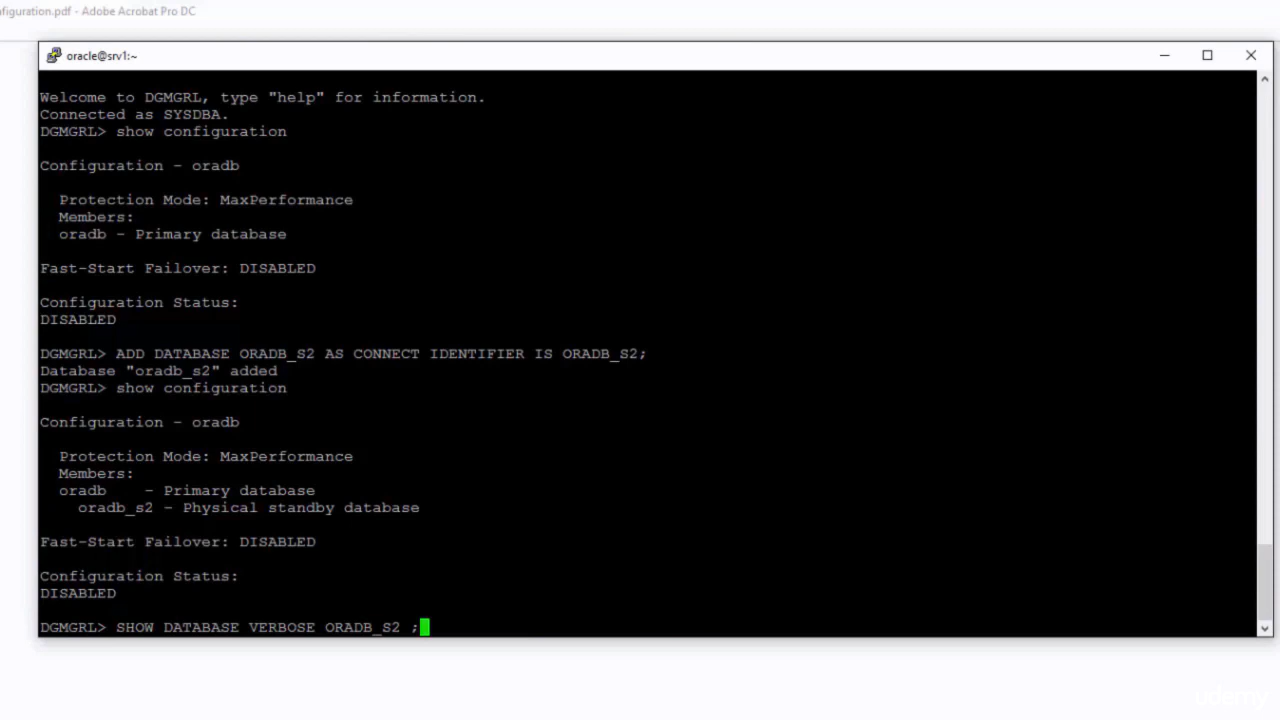 figuration.pdf - Adobe Acrobat Pro DC
oracle@srv1:~
Welcome to DGMGRL, type "help" for information.
Connected as SYSDBA.
DGMGRL> show configuration
Configuration - oradb
Protection Mode: MaxPerformance
Members:
oradb - Primary database
Fast-Start Failover: DISABLED
Configuration Status:
DISABLED
DGMGRL> ADD DATABASE ORADB_S2 AS CONNECT IDENTIFIER IS ORADB_S2;
Database "oradb_s2" added
DGMGRL> show configuration
Configuration - oradb
Protection Mode: MaxPerformance
Members:
oradb    - Primary database
oradb_s2 - Physical standby database
Fast-Start Failover: DISABLED
Configuration Status:
DISABLED
DGMGRL> SHOW DATABASE VERBOSE ORADB_S2 ;
udemy